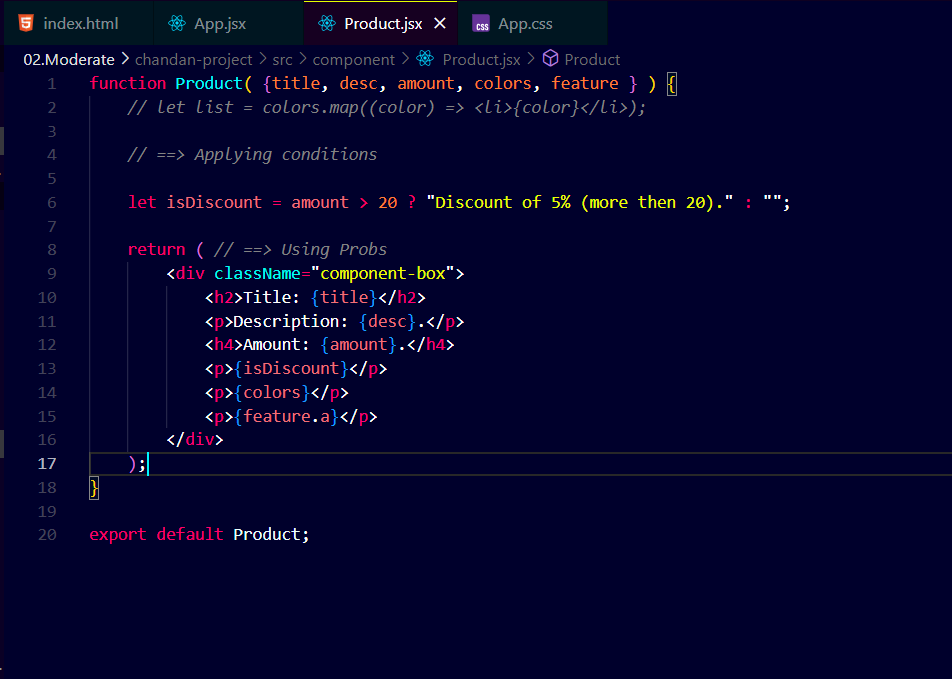 index.html App.jsx Product.jsx × App.css
02.Moderate > chandan-project > src > component > Product.jsx > Product
1 function Product( {title, desc, amount, colors, feature } ) {
2 // let list = colors.map((color) => <li>{color}</li>);
3
4 // ==> Applying conditions
5
6 let isDiscount = amount > 20 ? "Discount of 5% (more then 20)." : "";
7
8 return ( // ==> Using Probs
9 <div className="component-box">
10 <h2>Title: {title}</h2>
11 <p>Description: {desc}.</p>
12 <h4>Amount: {amount}.</h4>
13 <p>{isDiscount}</p>
14 <p>{colors}</p>
15 <p>{feature.a}</p>
16 </div>
17 );
18 }
19
20 export default Product;